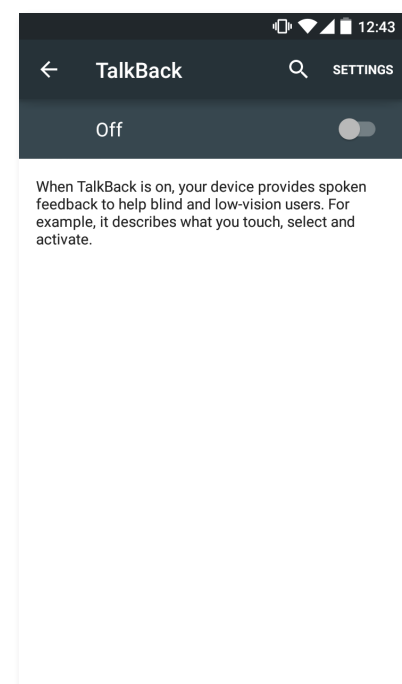 12:43
TalkBack
SETTINGS
Off
When TalkBack is on, your device provides spoken
feedback to help blind and low-vision users. For
example, it describes what you touch, select and
activate.